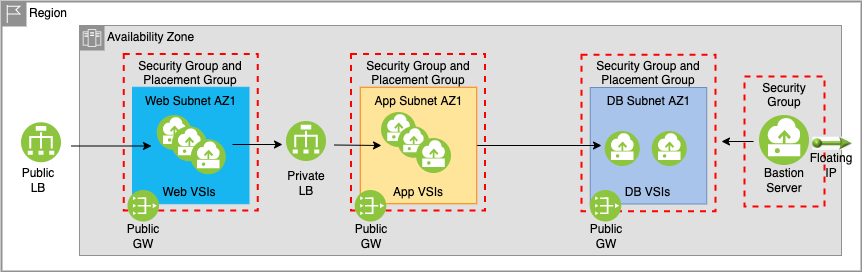 Region
Availability Zone
Security Group and
Placement Group
Web Subnet AZ1
Web VSIs
Public
GW
Public
LB
Private
LB
Security Group and
Placement Group
App Subnet AZ1
App VSIs
Public
GW
Security Group and
Placement Group
DB Subnet AZ1
DB VSIs
Public
GW
Security
Group
Bastion
Server
Floating
IP